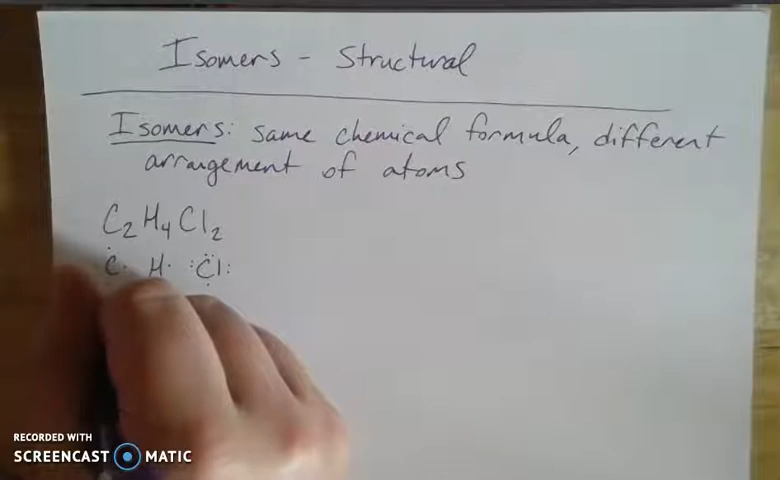 Isomers - Structural
Isomers: same chemical formula, different
arrangement of atoms
C₂H₄Cl₂
C H Cl
RECORDED WITH
SCREENCAST MATIC